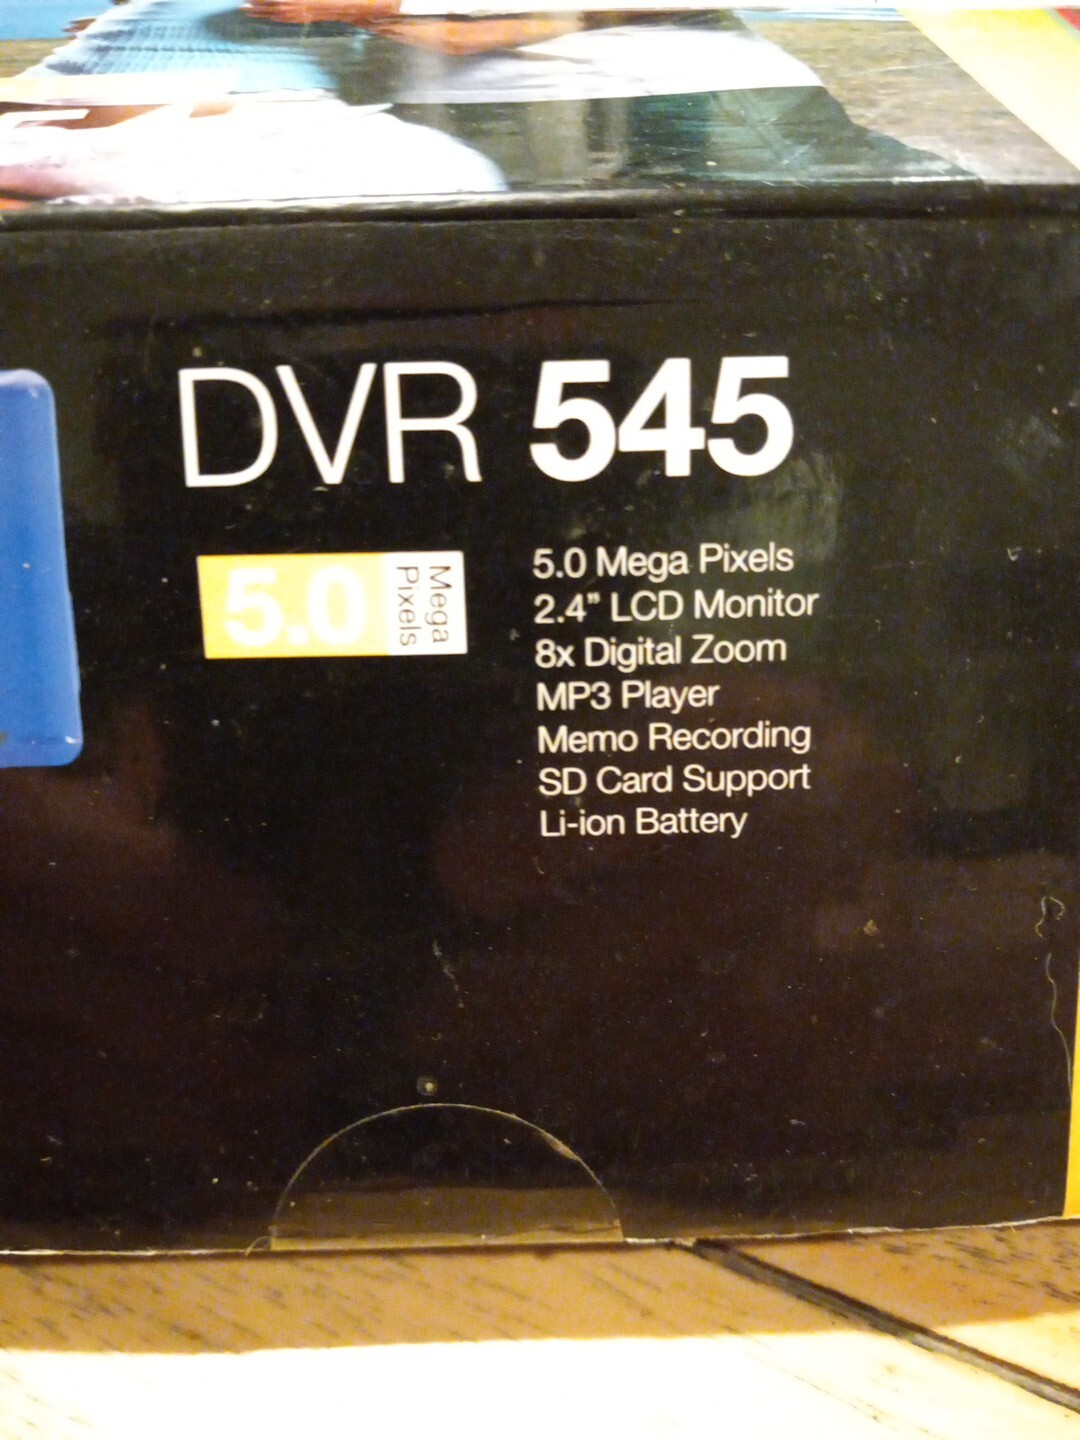 DVR 545
5.0 Mega Pixels
5.0 Mega Pixels
2.4” LCD Monitor
8x Digital Zoom
MP3 Player
Memo Recording
SD Card Support
Li-ion Battery